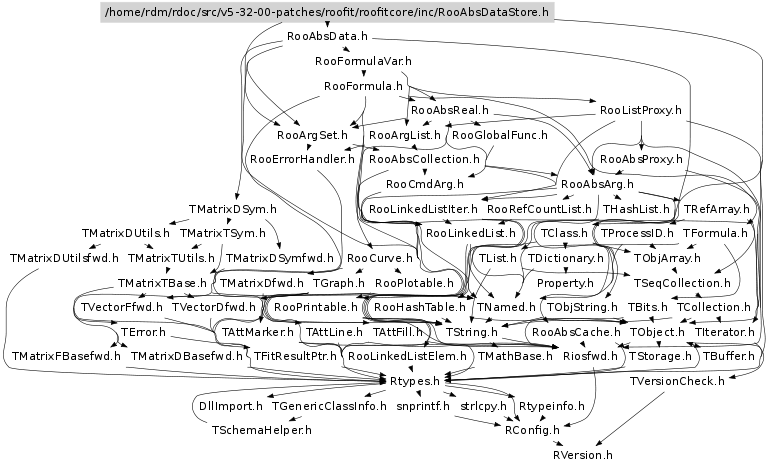 /home/rdm/rdoc/src/v5-32-00-patches/roofit/roofitcore/inc/RooAbsDataStore.h
RooAbsData.h
RooFormulaVar.h
RooFormula.h
RooAbsReal.h RooListProxy.h
RooArgSet.h RooArgList.h RooGlobalFunc.h
RooErrorHandler.h RooAbsCollection.h RooAbsProxy.h
RooCmdArg.h RooAbsArg.h
TMatrixDSym.h RooLinkedListIter.h RooRefCountList.h THashList.h TRefArray.h
TMatrixDUtils.h TMatrixTSym.h RooLinkedList.h TClass.h TProcessID.h TFormula.h
TMatrixDUtilsfwd.h TMatrixTUtils.h TMatrixDSymfwd.h RooCurve.h TList.h TDictionary.h TObjArray.h
TMatrixTBase.h TMatrixDfwd.h TGraph.h RooPlotable.h Property.h TSeqCollection.h
TVectorFfwd.h TVectorDfwd.h RooPrintable.h RooHashTable.h TNamed.h TObjString.h TBits.h TCollection.h
TError.h TAttMarker.h TAttLine.h TAttFill.h TString.h RooAbsCache.h TObject.h TIterator.h
TMatrixFBasefwd.h TMatrixDBasefwd.h TFitResultPtr.h RooLinkedListElem.h TMathBase.h Riosfwd.h TStorage.h TBuffer.h
Rtypes.h TVersionCheck.h
DllImport.h TGenericClassInfo.h snprintf.h strlcpy.h Rtypeinfo.h
TSchemaHelper.h RConfig.h
RVersion.h